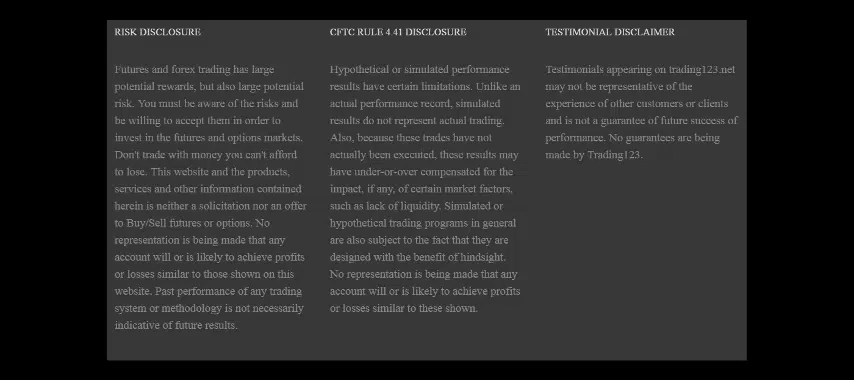 RISK DISCLOSURE
Futures and forex trading has large
potential rewards, but also large potential
risk. You must be aware of the risks and
be willing to accept them in order to
invest in the futures and options markets.
Don't trade with money you can't afford
to lose. This website and the products,
services and other information contained
herein is neither a solicitation nor an offer
to Buy/Sell futures or options. No
representation is being made that any
account will or is likely to achieve profits
or losses similar to those shown on this
website. Past performance of any trading
system or methodology is not necessarily
indicative of future results.
CFTC RULE 4 41 DISCLOSURE
Hypothetical or simulated performance
results have certain limitations. Unlike an
actual performance record, simulated
results do not represent actual trading.
Also, because these trades have not
actually been executed, these results may
have under-or-over compensated for the
impact, if any, of certain market factors,
such as lack of liquidity. Simulated or
hypothetical trading programs in general
are also subject to the fact that they are
designed with the benefit of hindsight.
No representation is being made that any
account will or is likely to achieve profits
or losses similar to these shown.
TESTIMONIAL DISCLAIMER
Testimonials appearing on trading123.net
may not be representative of the
experience of other customers or clients
and is not a guarantee of future success of
performance. No guarantees are being
made by Trading123.